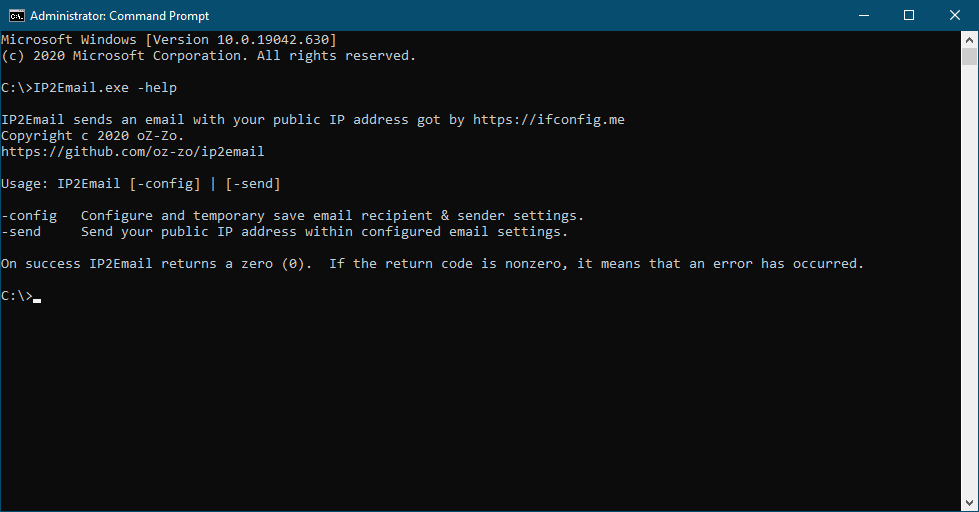 Administrator: Command Prompt
Microsoft Windows [Version 10.0.19042.630]
(c) 2020 Microsoft Corporation. All rights reserved.
C:\>IP2Email.exe -help
IP2Email sends an email with your public IP address got by https://ifconfig.me
Copyright c 2020 oZ-Zo.
https://github.com/oz-zo/ip2email
Usage: IP2Email [-config] | [-send]
-config   Configure and temporary save email recipient & sender settings.
-send     Send your public IP address within configured email settings.
On success IP2Email returns a zero (0).  If the return code is nonzero, it means that an error has occurred.
C:\>